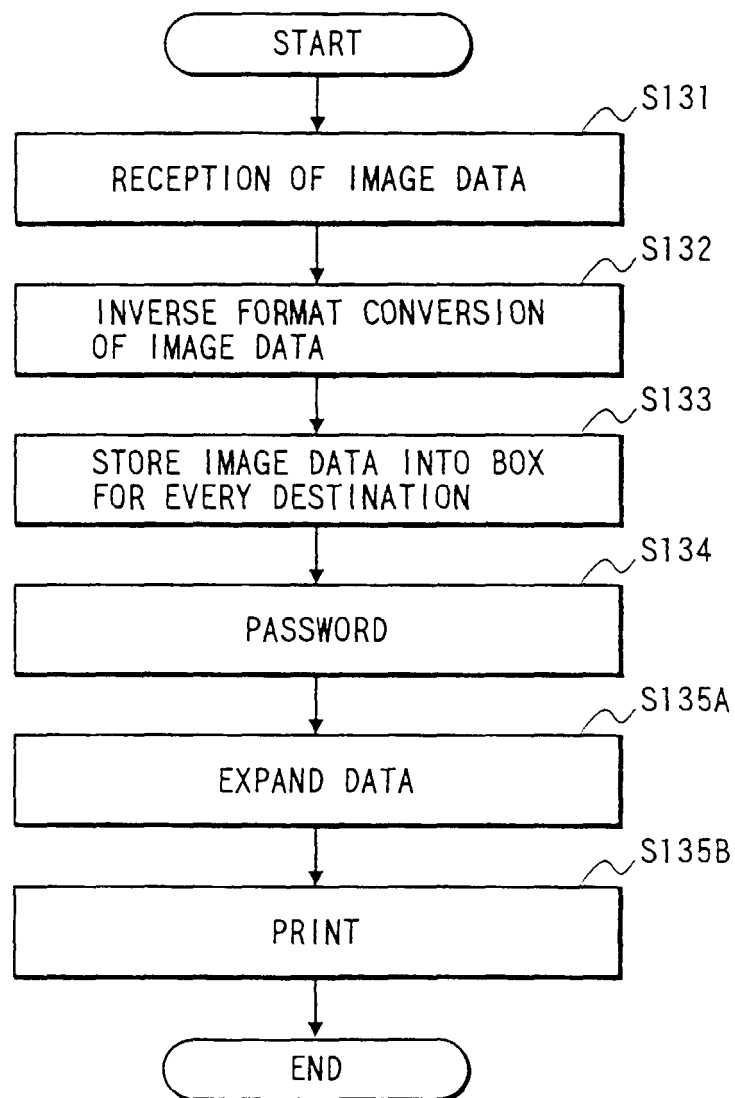 START
S131
RECEPTION OF IMAGE DATA
S132
INVERSE FORMAT CONVERSION
OF IMAGE DATA
S133
STORE IMAGE DATA INTO BOX
FOR EVERY DESTINATION
S134
PASSWORD
S135A
EXPAND DATA
S135B
PRINT
END